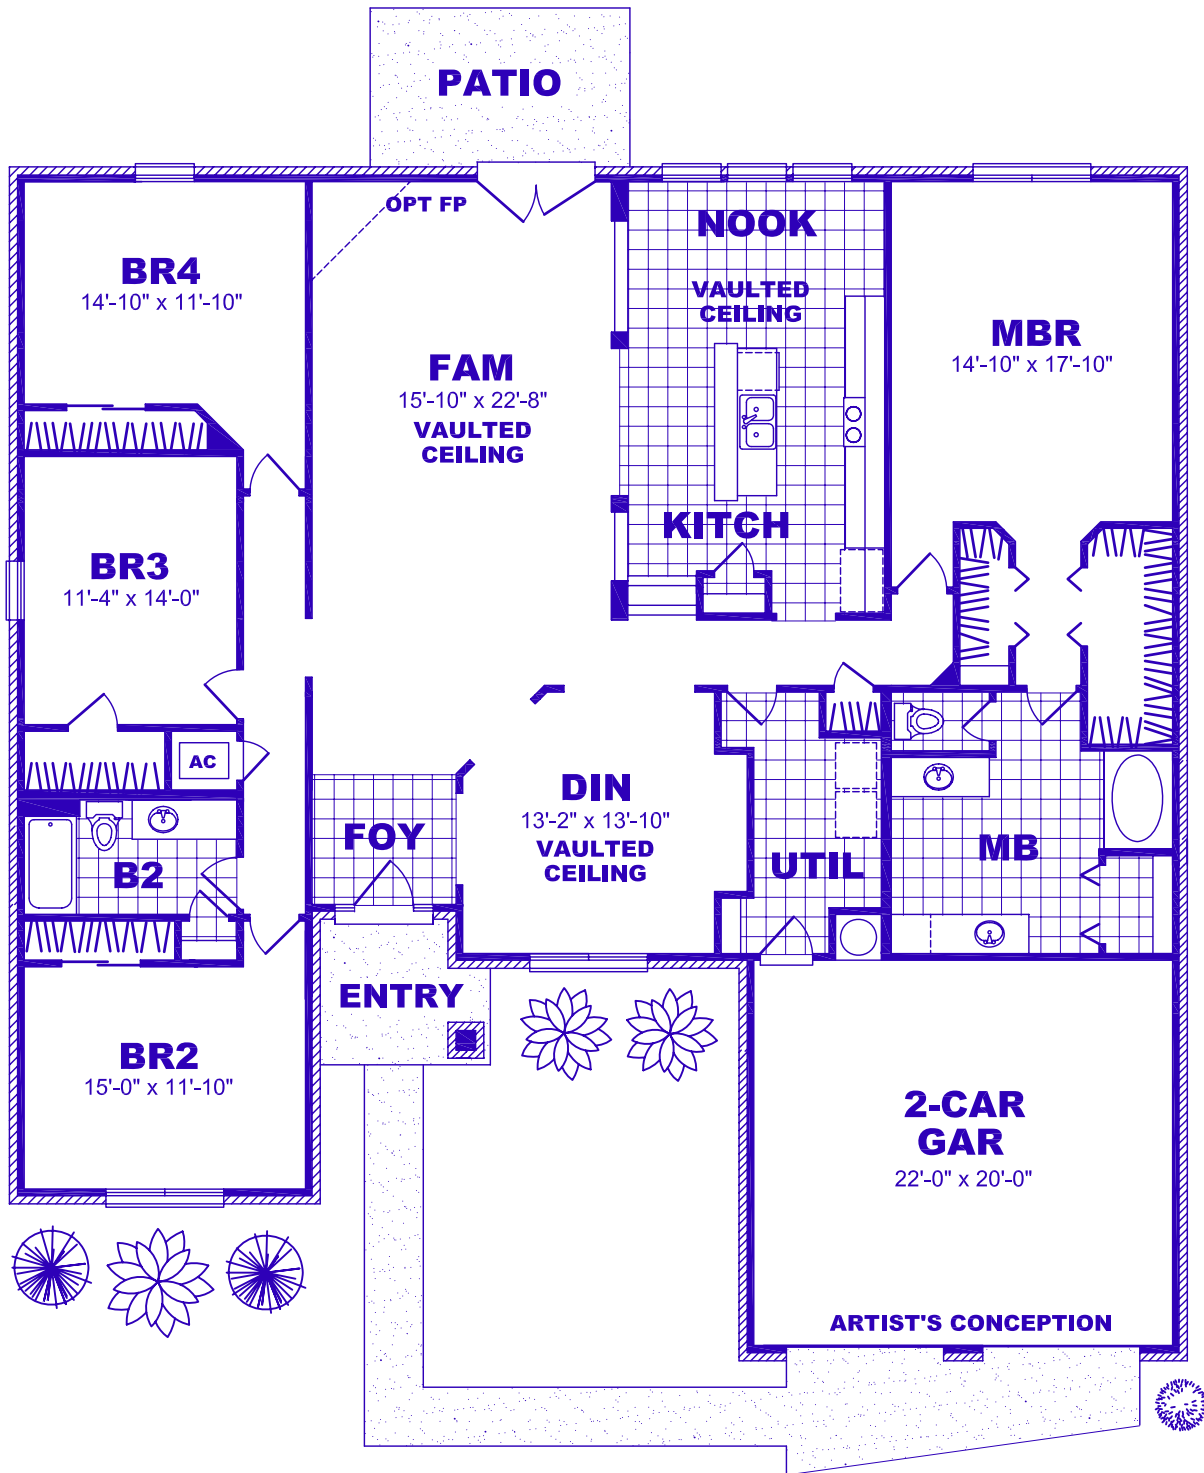 PATIO
OPT FP
NOOK
VAULTED
CEILING
BR4
14'-10" x 11'-10"
FAM
15'-10" x 22'-8"
VAULTED
CEILING
MBR
14'-10" x 17'-10"
KITCH
BR3
11'-4" x 14'-0"
AC
DIN
13'-2" x 13'-10"
VAULTED
CEILING
FOY
B2
UTIL
MB
ENTRY
BR2
15'-0" x 11'-10"
2-CAR
GAR
22'-0" x 20'-0"
ARTIST'S CONCEPTION